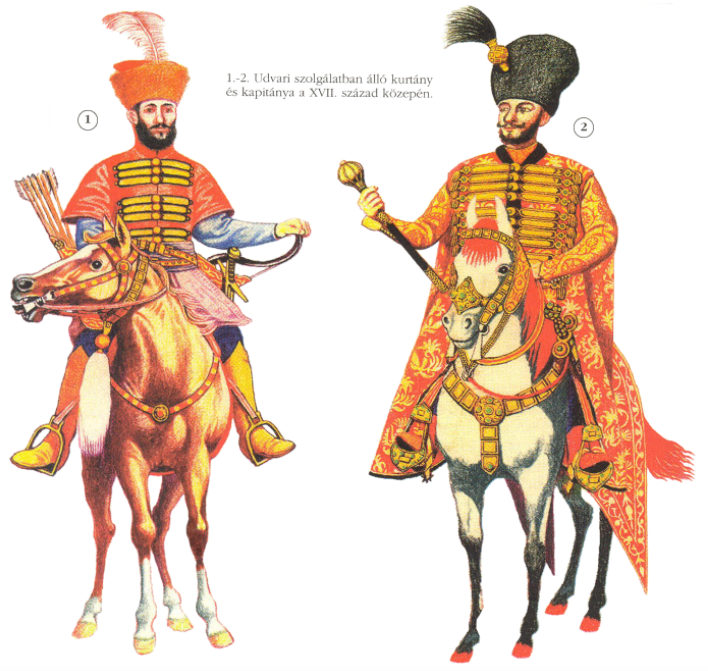 1.-2. Udvari szolgálatban álló kurtány
és kapitánya a XVII. század közepén.
1
2